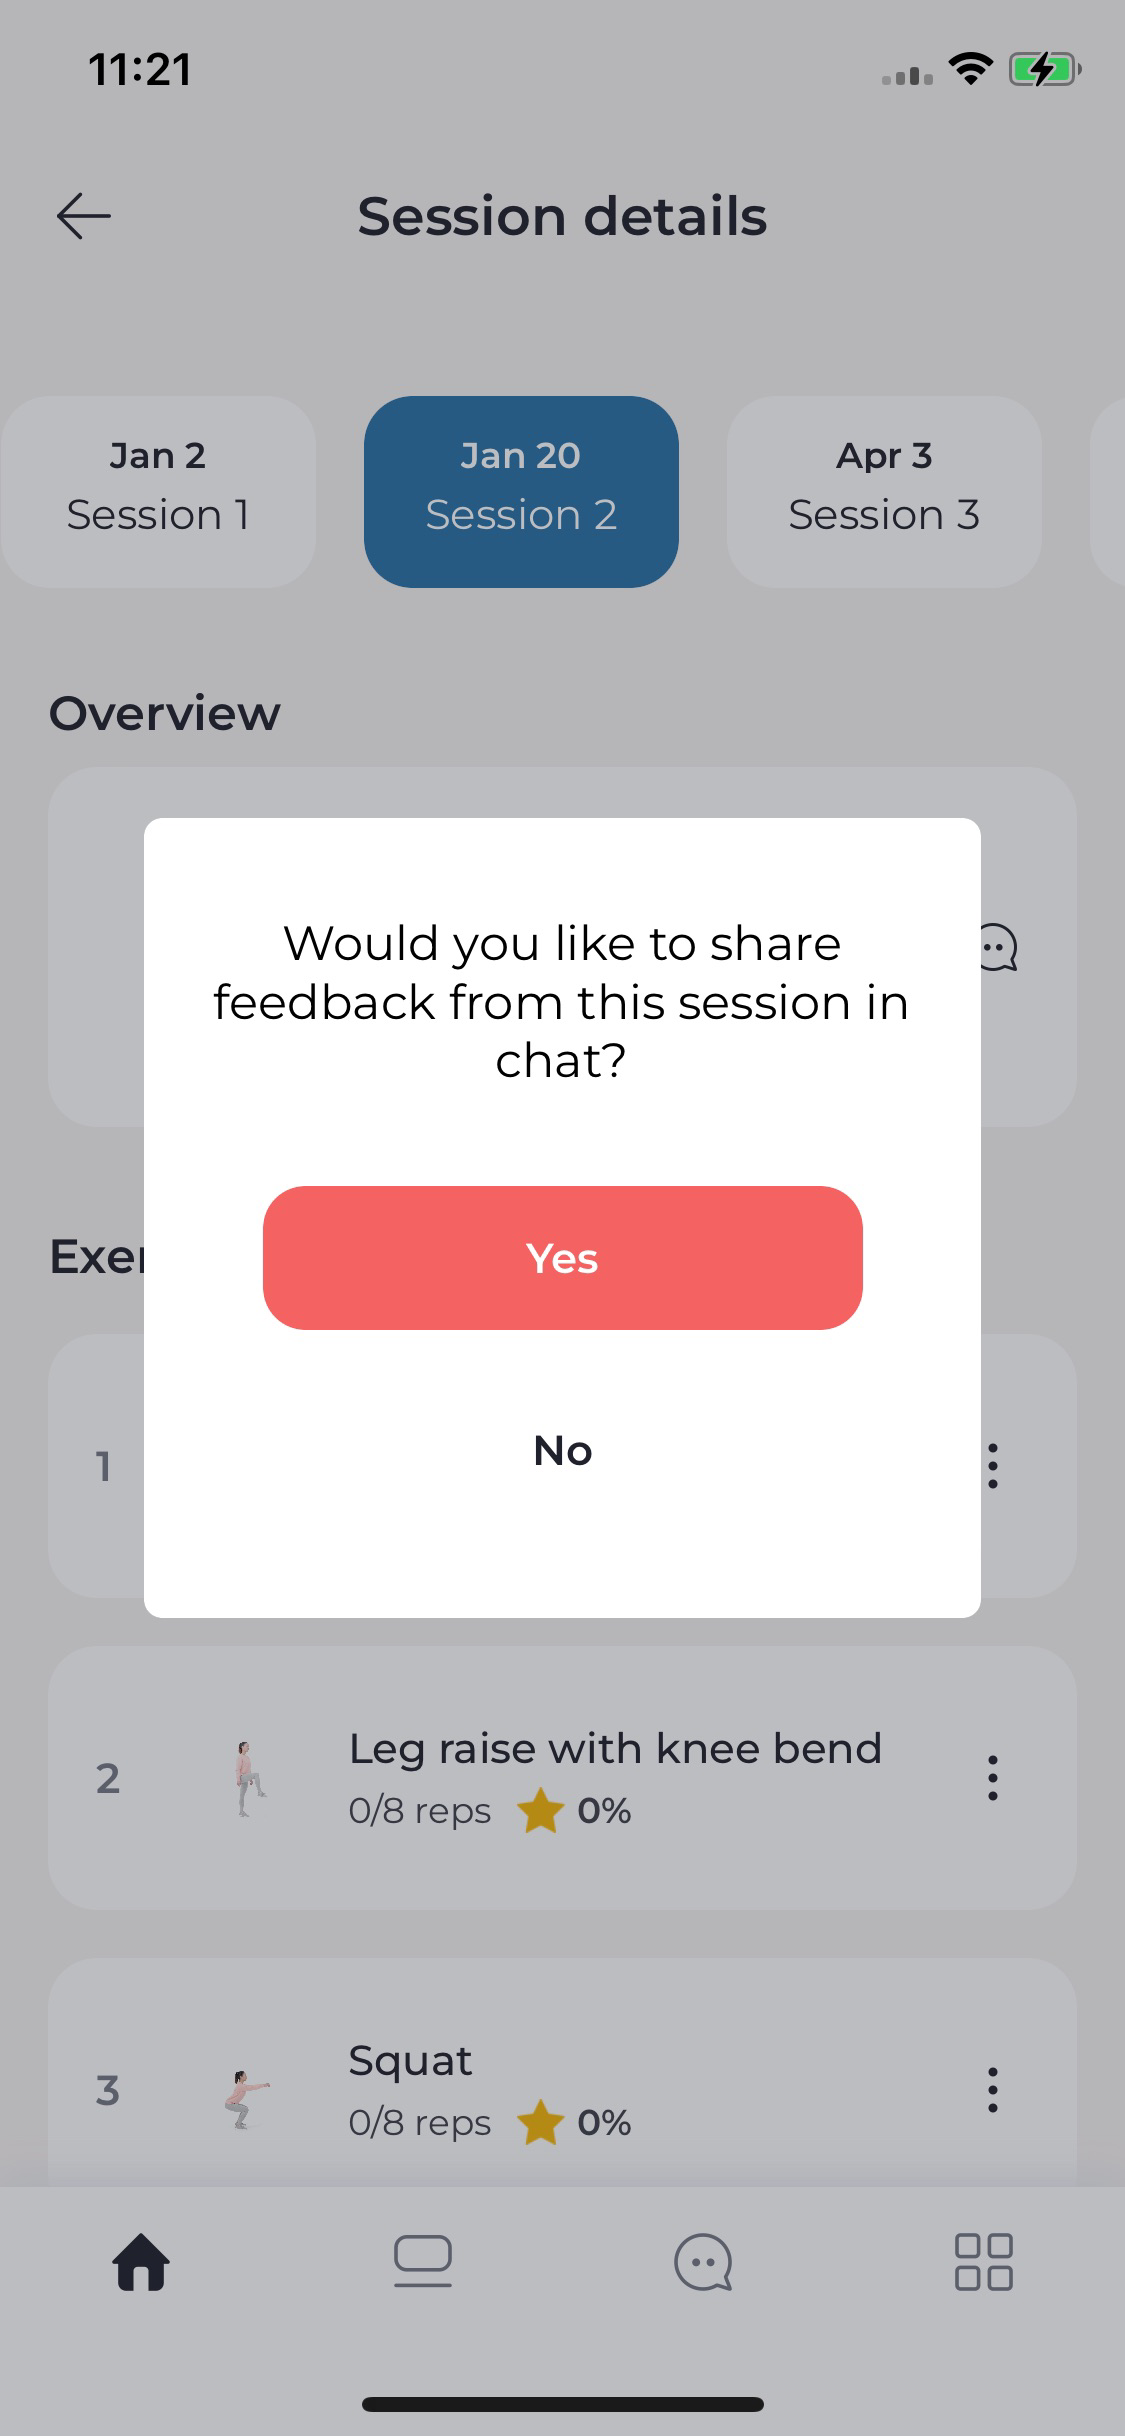 11:21
Session details
Jan 2
Session 1
Jan 20
Session 2
Apr 3
Session 3
Overview
Would you like to share
feedback from this session in
chat?
Yes
No
1
2
Leg raise with knee bend
0/8 reps 0%
3
Squat
0/8 reps 0%